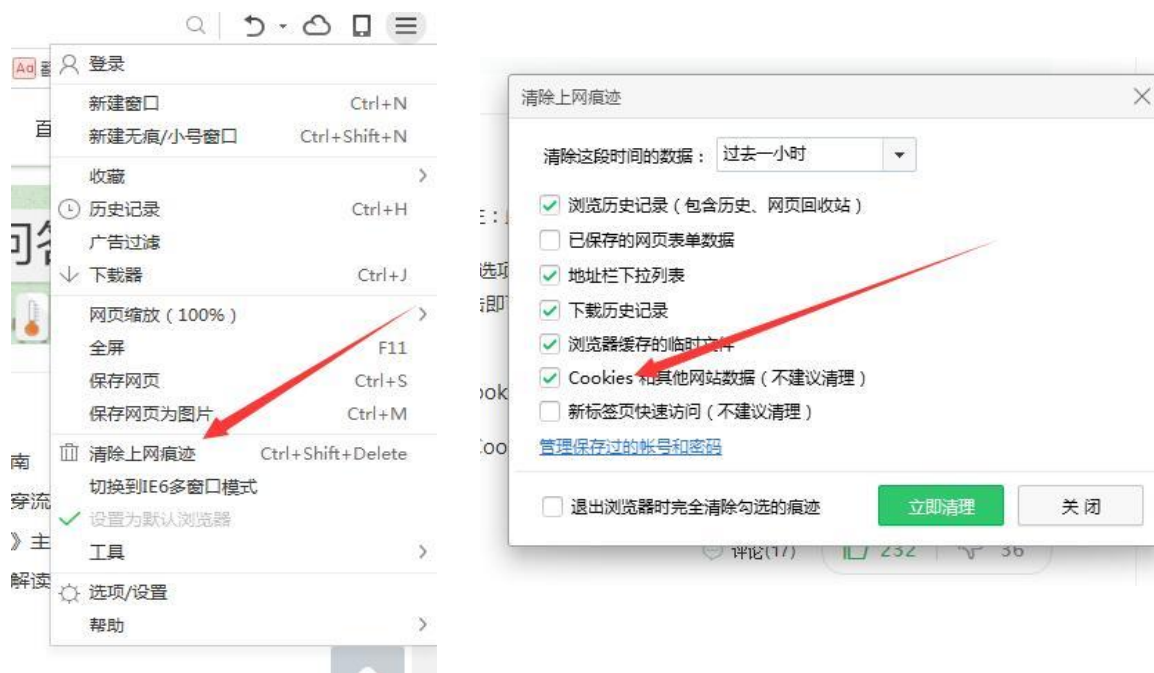 Aa
登录
新建窗口 Ctrl+N
新建无痕/小号窗口 Ctrl+Shift+N
百
收藏
历史记录 Ctrl+H
广告过滤
下载器 Ctrl+J
网页缩放（100%）
全屏 F11
保存网页 Ctrl+S
保存网页为图片 Ctrl+M
清除上网痕迹 Ctrl+Shift+Delete
南
切换到IE6多窗口模式
穿流
设置为默认浏览器
》主
工具
解读
选项/设置
帮助
清除上网痕迹
清除这段时间的数据： 过去一小时
浏览历史记录（包含历史、网页回收站）
已保存的网页表单数据
选项
地址栏下拉列表
下载历史记录
浏览器缓存的临时文件
Cookies 和其他网站数据（不建议清理）
ook
新标签页快速访问（不建议清理）
Coo
管理保存过的帐号和密码
退出浏览器时完全清除勾选的痕迹 立即清理 关闭
评论(17) 232 36